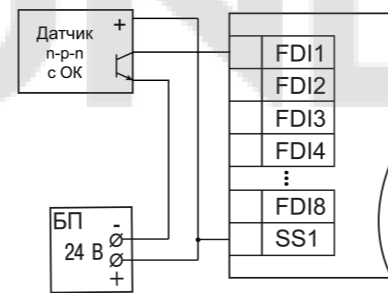 Датчик +
n-p-n
с ОК
FDI1
FDI2
FDI3
FDI4
⋮
FDI8
SS1
БП -
24 В
+